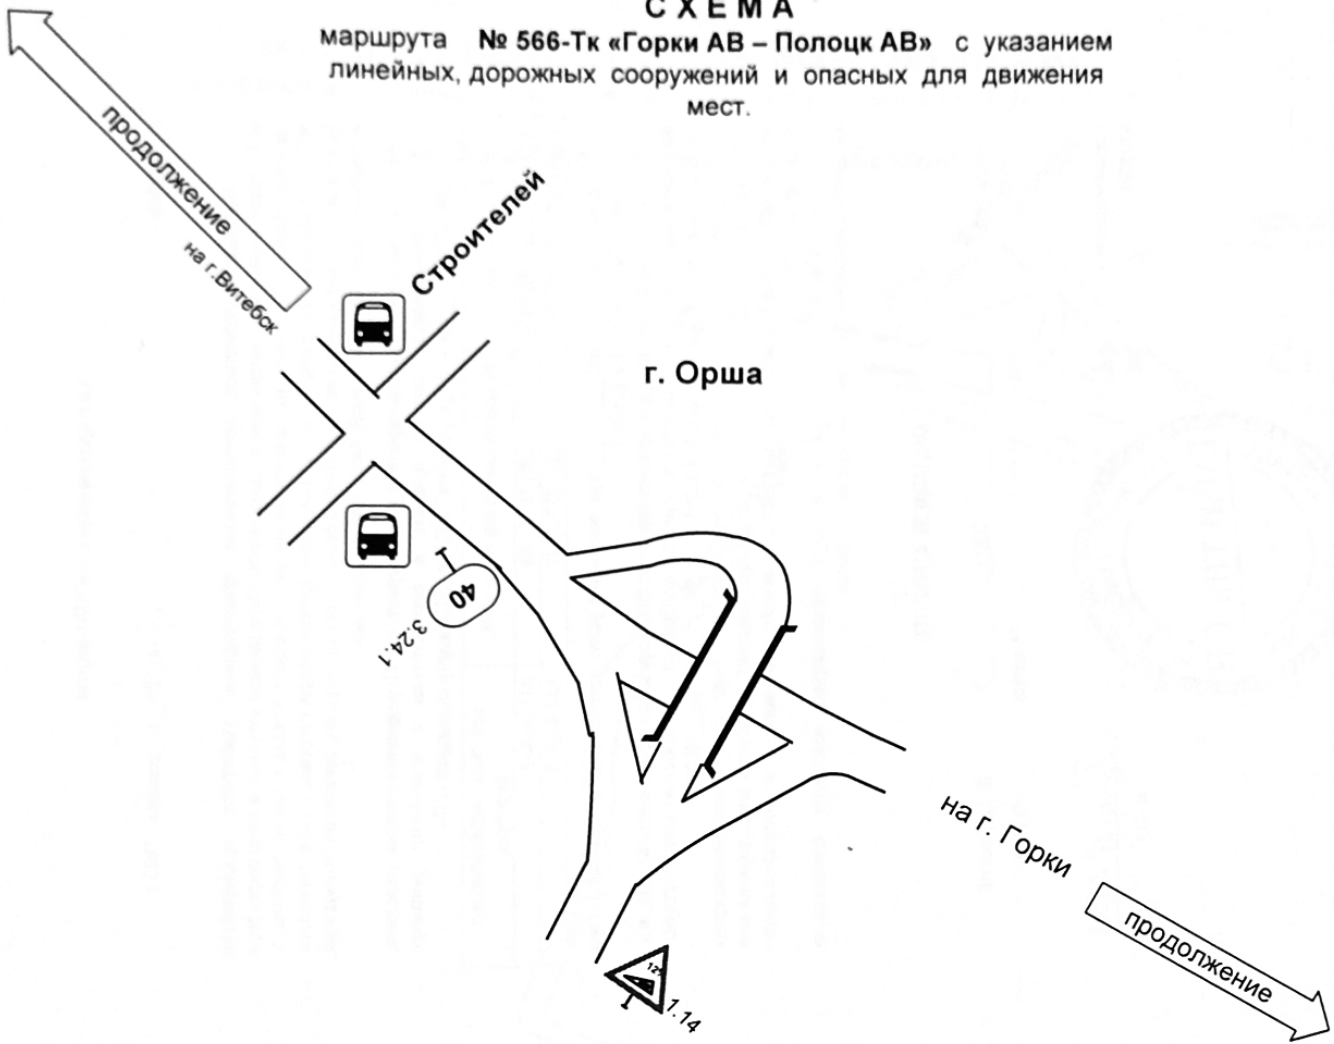 СХЕМА
маршрута № 566-Тк «Горки АВ – Полоцк АВ» с указанием
линейных, дорожных сооружений и опасных для движения
мест.
продолжение
на г.Витебск
Строителей
г. Орша
40
3.24.1
на г. Горки
продолжение
1.14